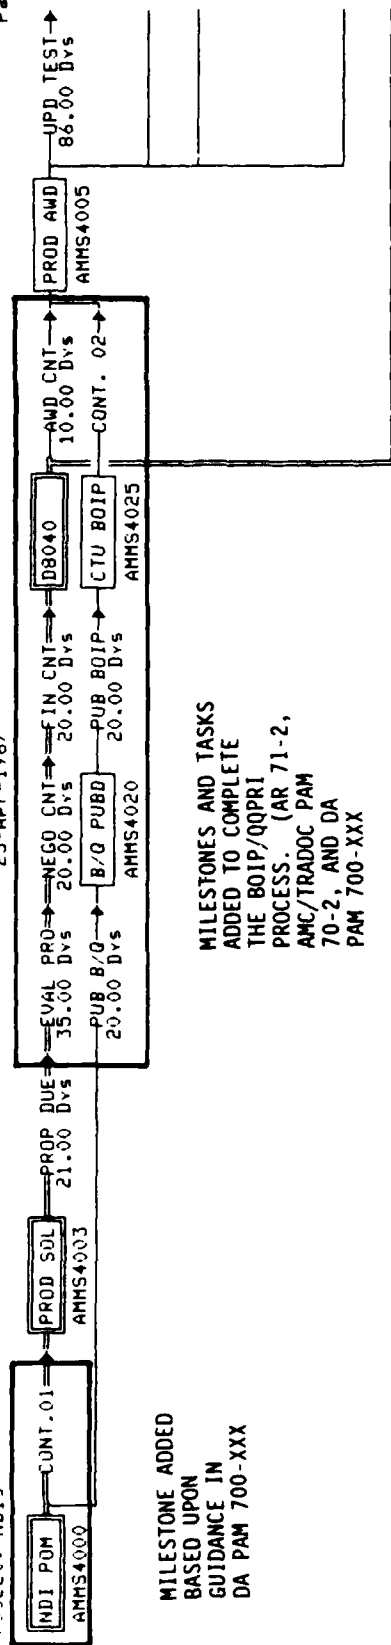 NDI POM
AMMS4000
CONT.01
PROD SOL
AMMS4003
PROP DUE
21.00 Dys
EVAL PRO
35.00 Dys
NEGO CNT
20.00 Dys
FIN CNT
20.00 Dys
D8040
AWD CNT
10.00 Dys
PUB B/Q
20.00 Dys
B/Q PUBD
AMMS4020
PUB BOIP
20.00 Dys
CTU BOIP
AMMS4025
CONT. 02
PROD AWD
AMMS4005
UPD TEST
86.00 Dys
MILESTONE ADDED
BASED UPON
GUIDANCE IN
DA PAM 700-XXX
MILESTONES AND TASKS
ADDED TO COMPLETE
THE BOIP/QQPRI
PROCESS. (AR 71-2,
AMC/TRADOC PAM
70-2, AND DA
PAM 700-XXX